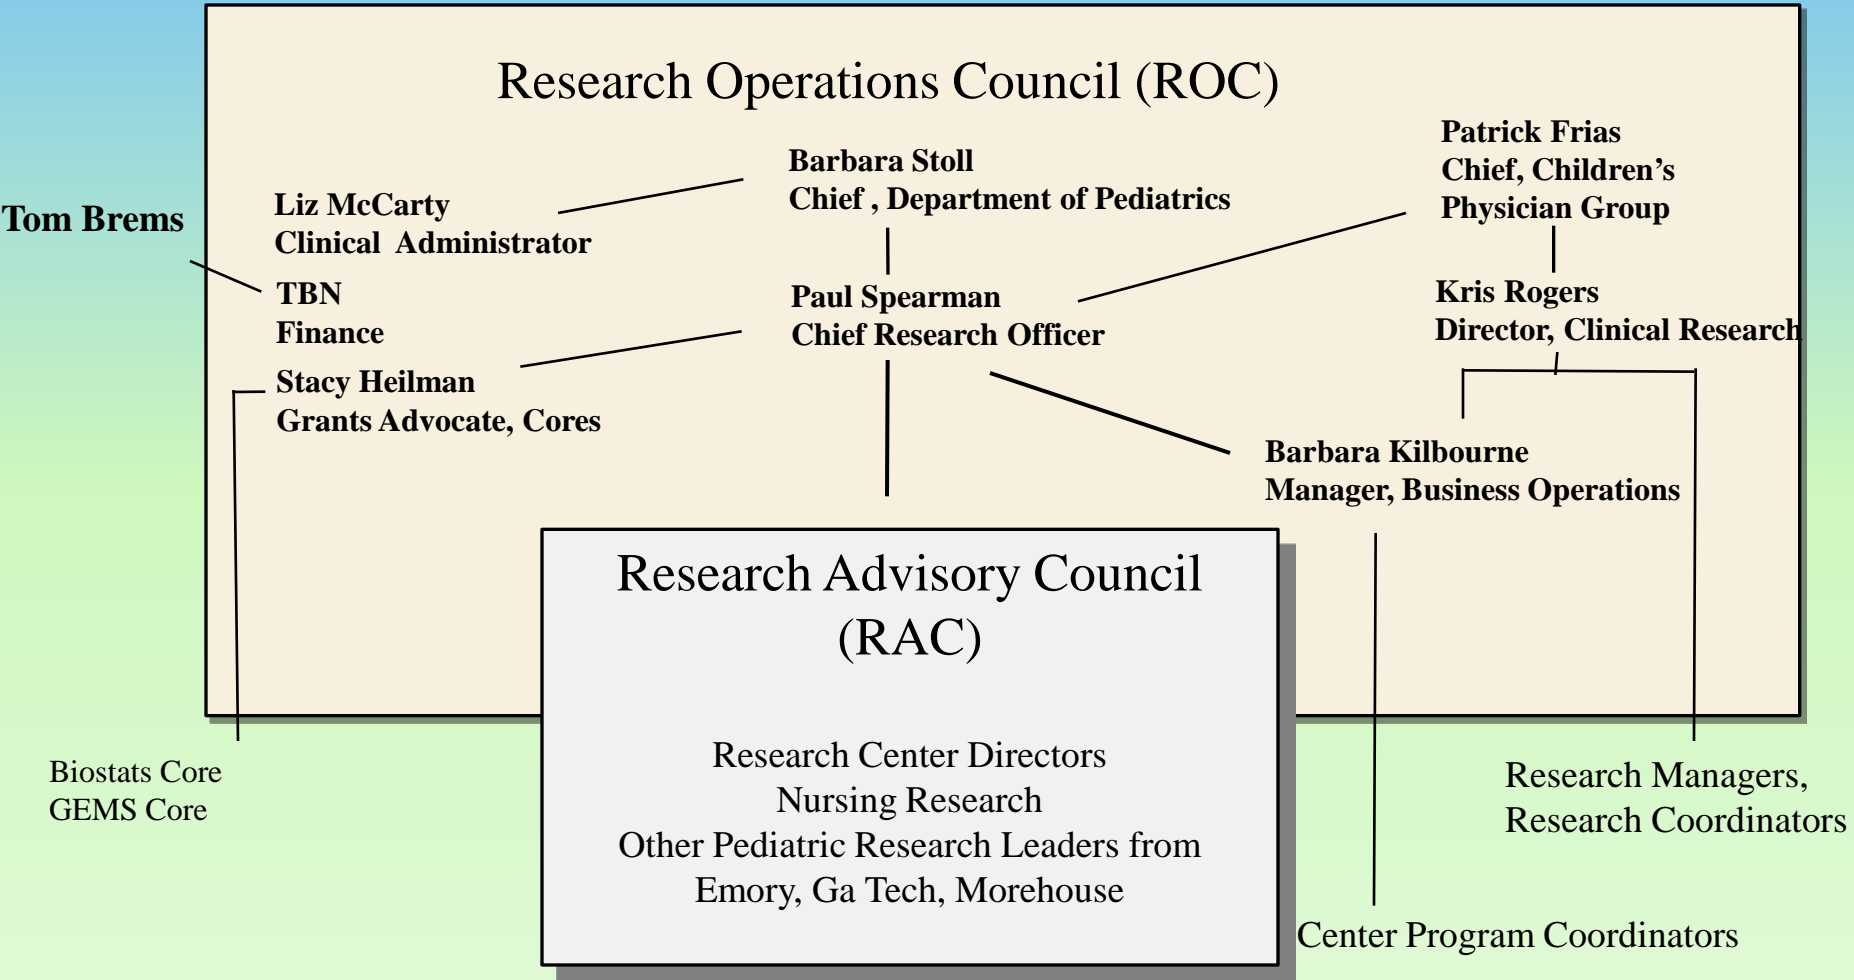 Research Operations Council (ROC)
Patrick Frias
Chief, Children’s
Physician Group
Barbara Stoll
Chief , Department of Pediatrics
Liz McCarty
Clinical  Administrator
Tom Brems
TBN
Finance
Paul Spearman
Chief Research Officer
Kris Rogers
Director, Clinical Research
Stacy Heilman
Grants Advocate, Cores
Barbara Kilbourne
Manager, Business Operations
Research Advisory Council
(RAC)
Research Center Directors
Nursing Research
Other Pediatric Research Leaders from
Emory, Ga Tech, Morehouse
Biostats Core
GEMS Core
Research Managers,
Research Coordinators
Center Program Coordinators